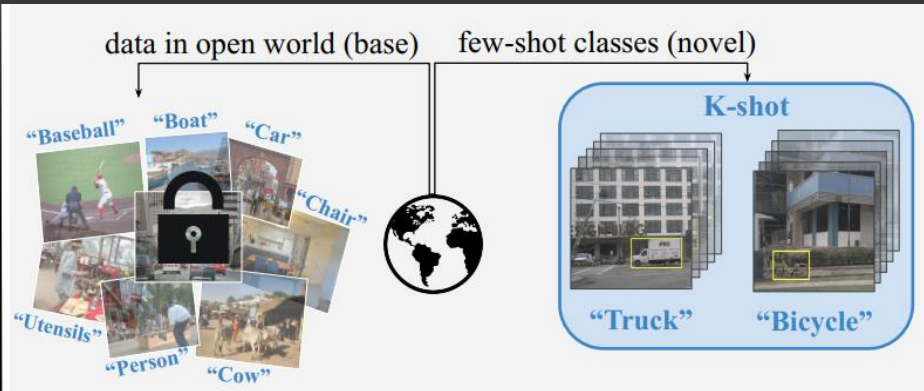 data in open world (base)
few-shot classes (novel)
K-shot
“Baseball”
“Boat”
“Car”
“Chair”
“Utensils”
“Person”
“Cow”
“Truck”
“Bicycle”